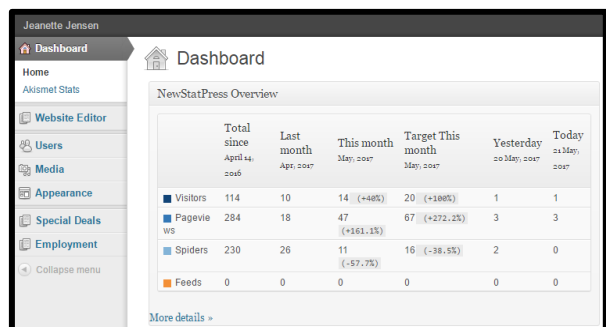 Jeanette Jensen
Dashboard
Home
Akismet Stats
Website Editor
Users
Media
Appearance
Special Deals
Employment
Collapse menu
Dashboard
NewStatPress Overview
Total since April 14, 2016 Last month Apr, 2017 This month May, 2017 Target This month May, 2017 Yesterday 20 May, 2017 Today 21 May, 2017
Visitors 114 10 14 (+40%) 20 (+100%) 1 1
Pageviews 284 18 47 (+161.1%) 67 (+272.2%) 3 3
Spiders 230 26 11 (-57.7%) 16 (-38.5%) 2 0
Feeds 0 0 0 0 0 0
More details »